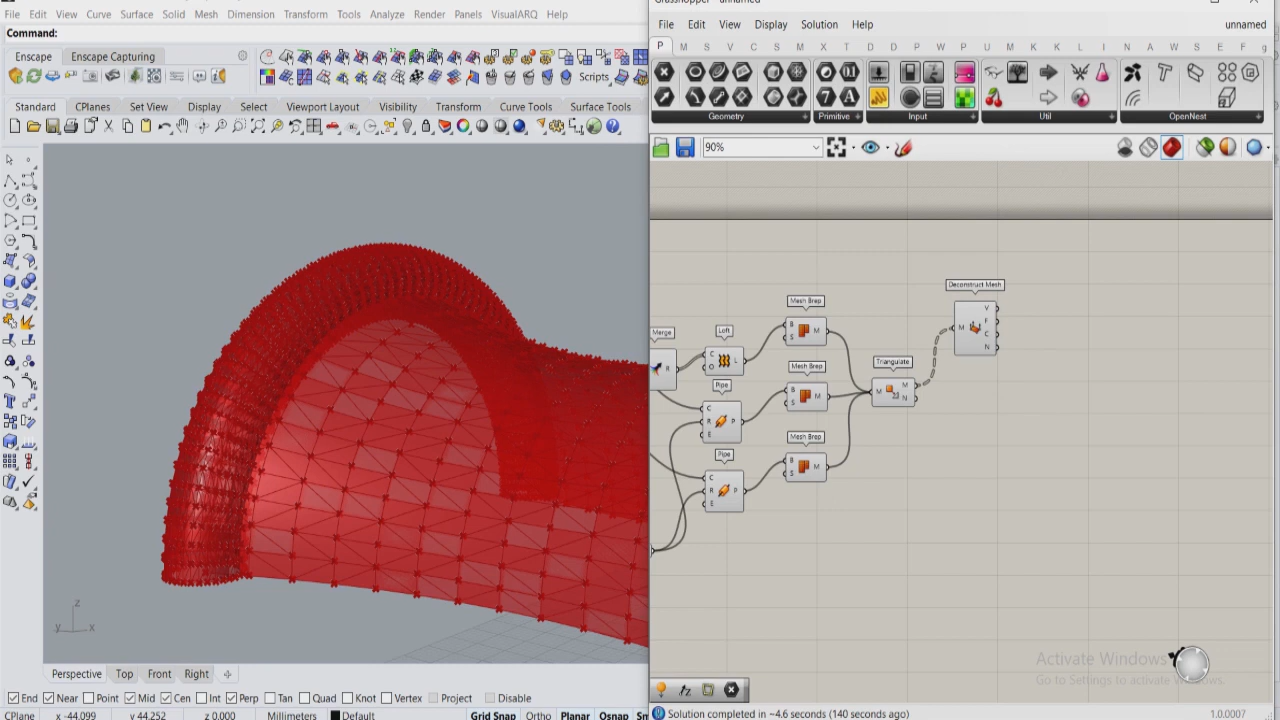 File Edit View Curve Surface Solid Mesh Dimension Transform Tools Analyze Render Panels VisualARQ Help
Command:
Enscape Enscape Capturing
Scripts
Standard CPlanes Set View Display Select Viewport Layout Visibility Transform Curve Tools Surface Tools
z
y x
Perspective Top Front Right
End Near Point Mid Cen Int Perp Tan Quad Knot Vertex Project Disable
CPlane x -44.099 y 44.252 z 0.000 Millimeters Default Grid Snap Ortho Planar Osnap
File Edit View Display Solution Help unnamed
P M S V C S M X T D D K W P U M K L I N A V S E F g
Geometry Primitive Input Util OpenNest
90%
Deconstruct Mesh
M V F C N
Mesh Brep
B S M
Merge
R
Loft
C O L
Mesh Brep
B S M
Triangulate
M M N
Pipe
C R E P
Mesh Brep
B S M
Pipe
C R E P
Activate Windows
Go to Settings to activate Windows
Solution completed in ~4.6 seconds (140 seconds ago) 1.0.0007